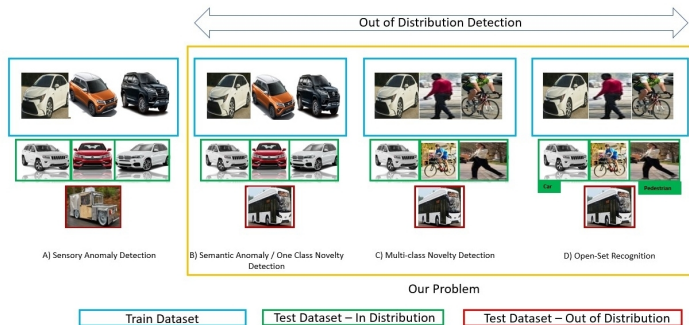 Out of Distribution Detection
Car
Pedestrian
A) Sensory Anomaly Detection
B) Semantic Anomaly / One Class Novelty
Detection
C) Multi-class Novelty Detection
D) Open-Set Recognition
Our Problem
Train Dataset
Test Dataset – In Distribution
Test Dataset – Out of Distribution